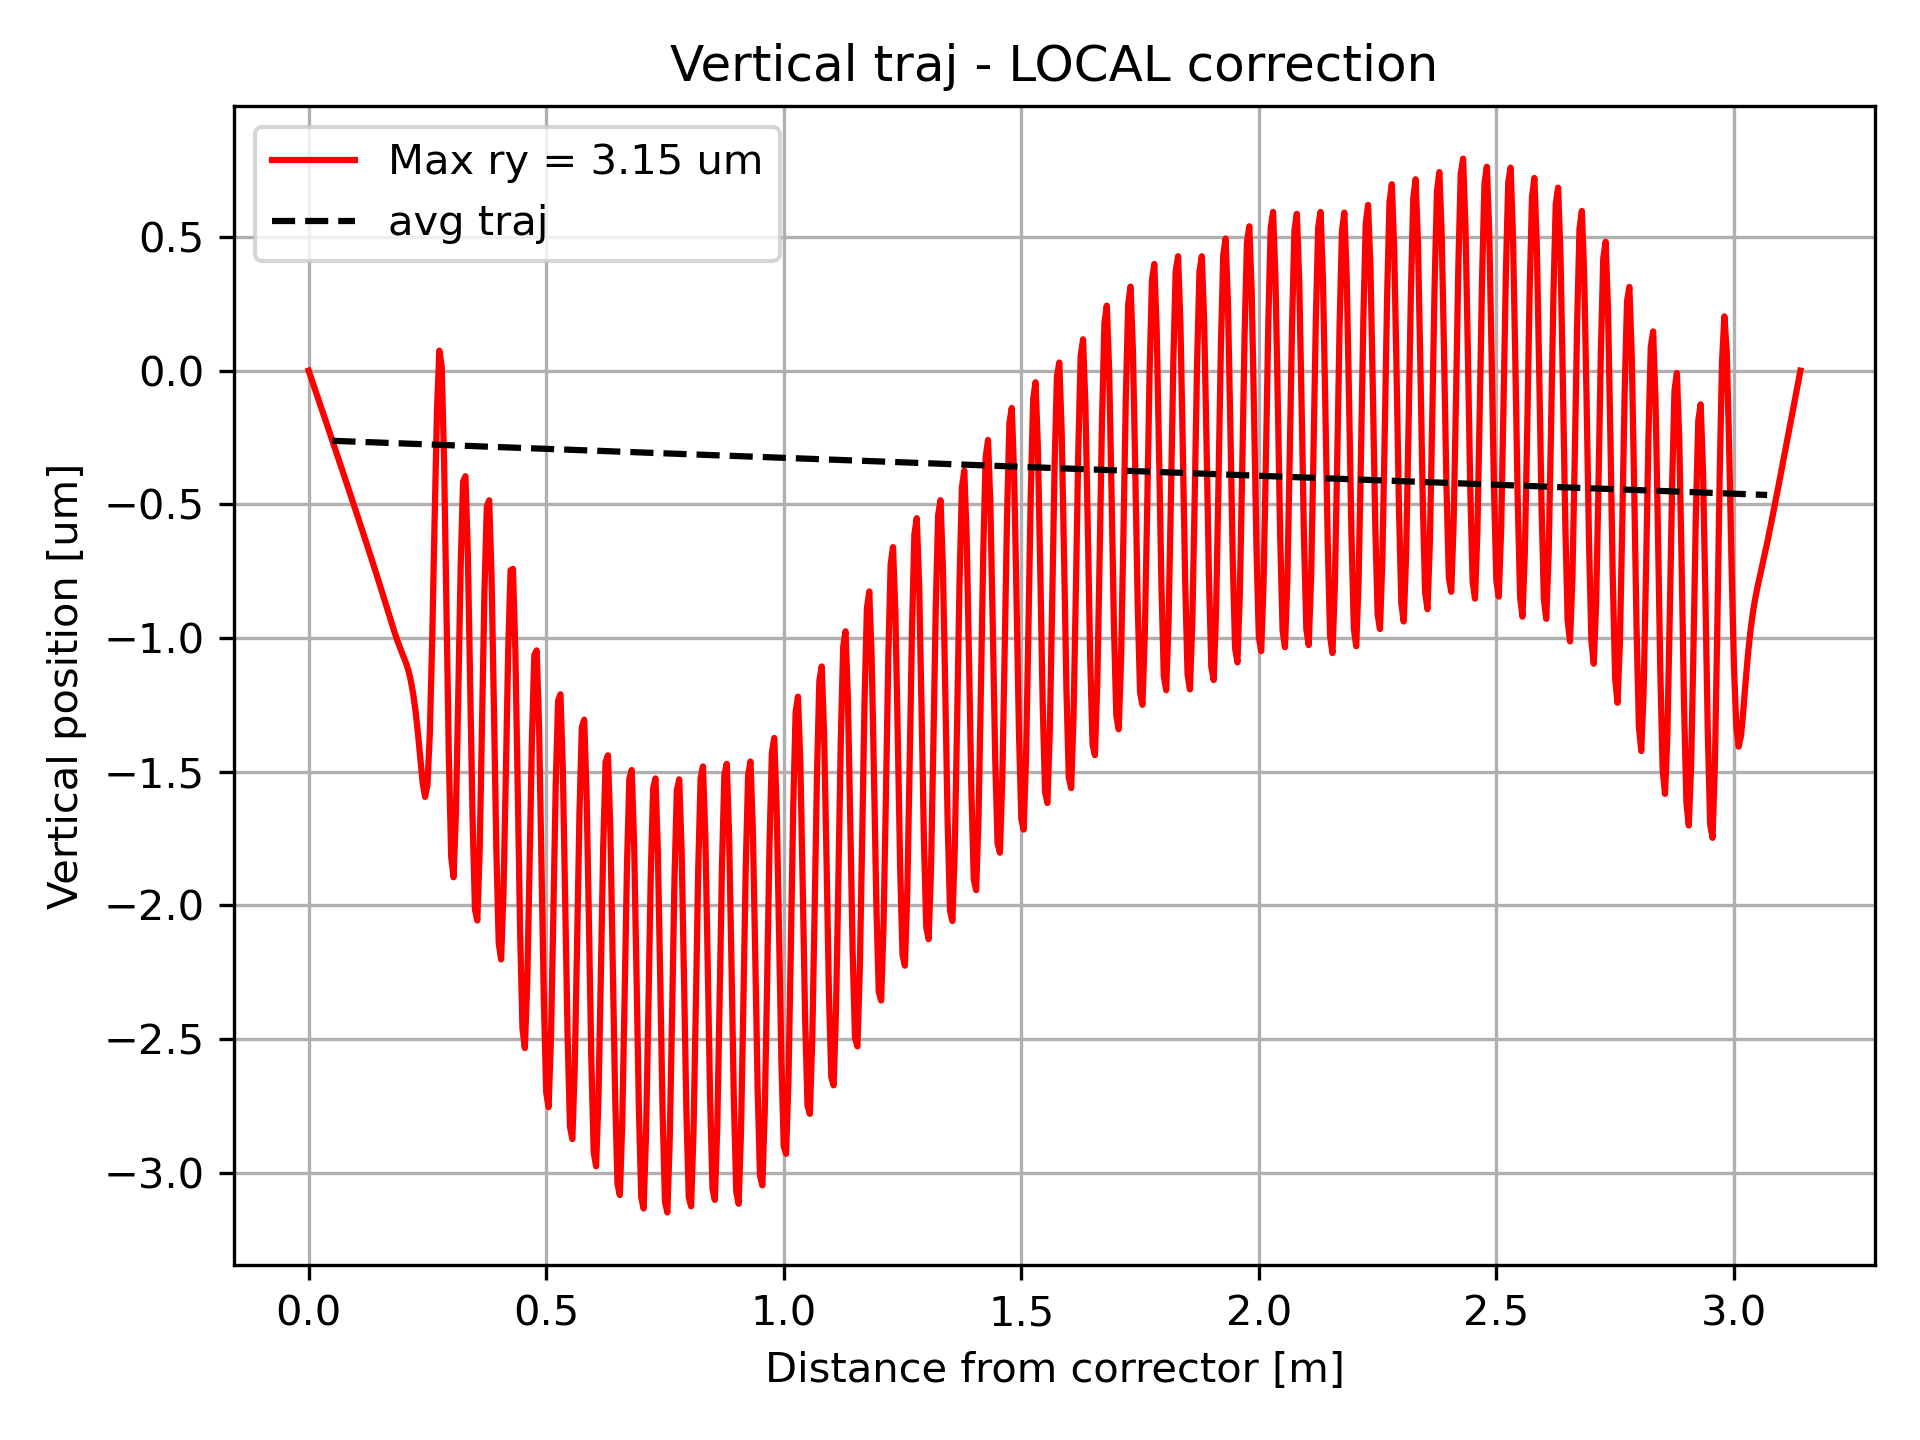 Vertical traj - LOCAL correction
Max ry = 3.15 um
avg traj
0.5
0.0
−0.5
−1.0
−1.5
−2.0
−2.5
−3.0
Vertical position [um]
0.0 0.5 1.0 1.5 2.0 2.5 3.0
Distance from corrector [m]